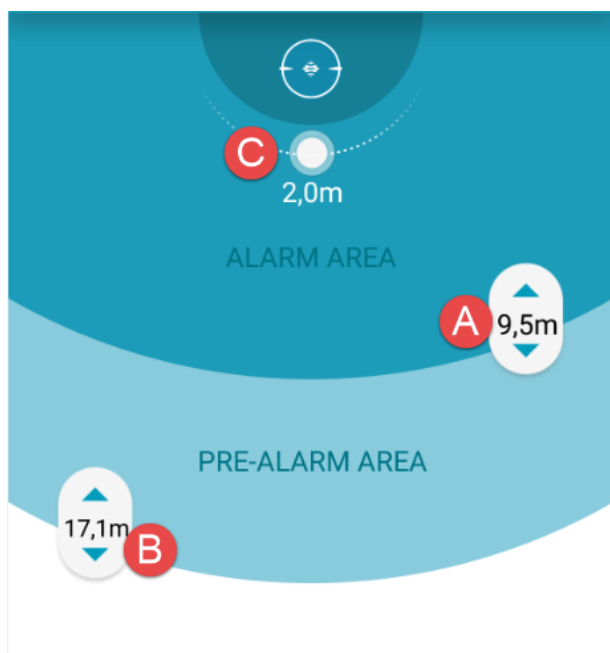 C
2,0m
ALARM AREA
A
9,5m
PRE-ALARM AREA
17,1m
B